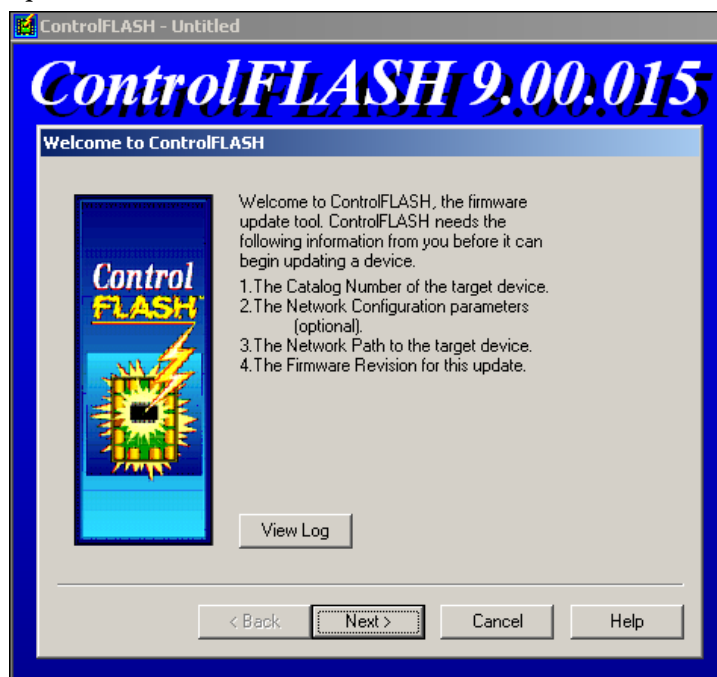 ControlFLASH - Untitled
ControlFLASH 9.00.015
Welcome to ControlFLASH
Control
FLASH
Welcome to ControlFLASH, the firmware
update tool. ControlFLASH needs the
following information from you before it can
begin updating a device.
1.The Catalog Number of the target device.
2.The Network Configuration parameters
(optional).
3.The Network Path to the target device.
4.The Firmware Revision for this update.
View Log
< Back
Next >
Cancel
Help